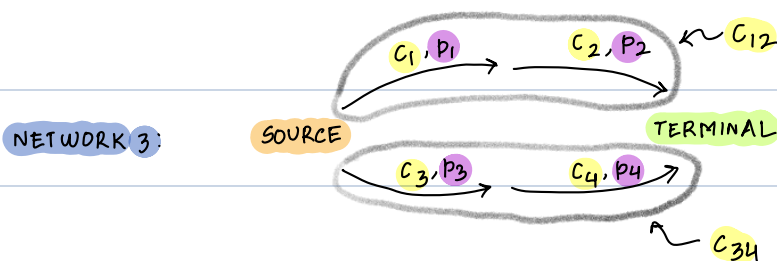 C12
C1, P1
C2, P2
NETWORK 3:
SOURCE
TERMINAL
C3, P3
C4, P4
C34